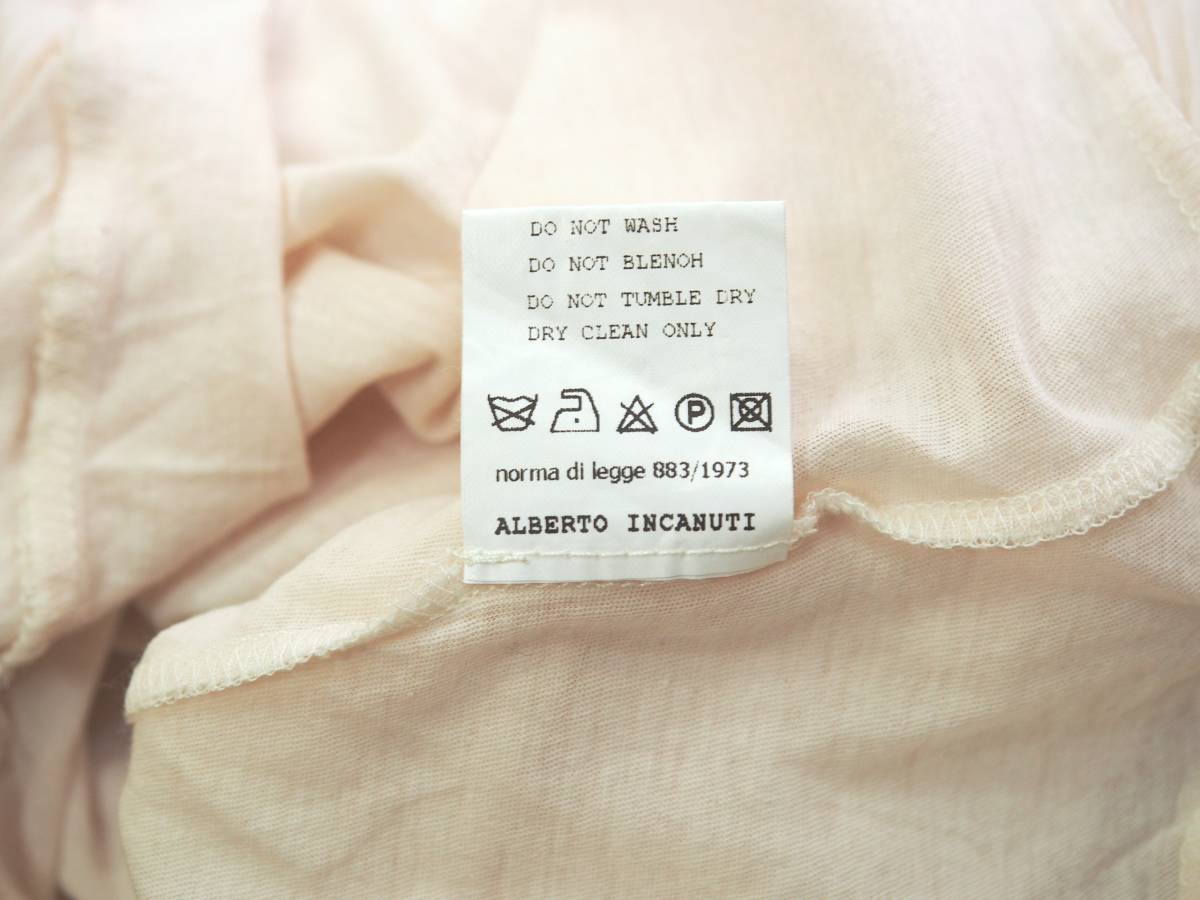 DO NOT WASH
DO NOT BLENOH
DO NOT TUMBLE DRY
DRY CLEAN ONLY
P
norma di legge 883/1973
ALBERTO INCANUTI